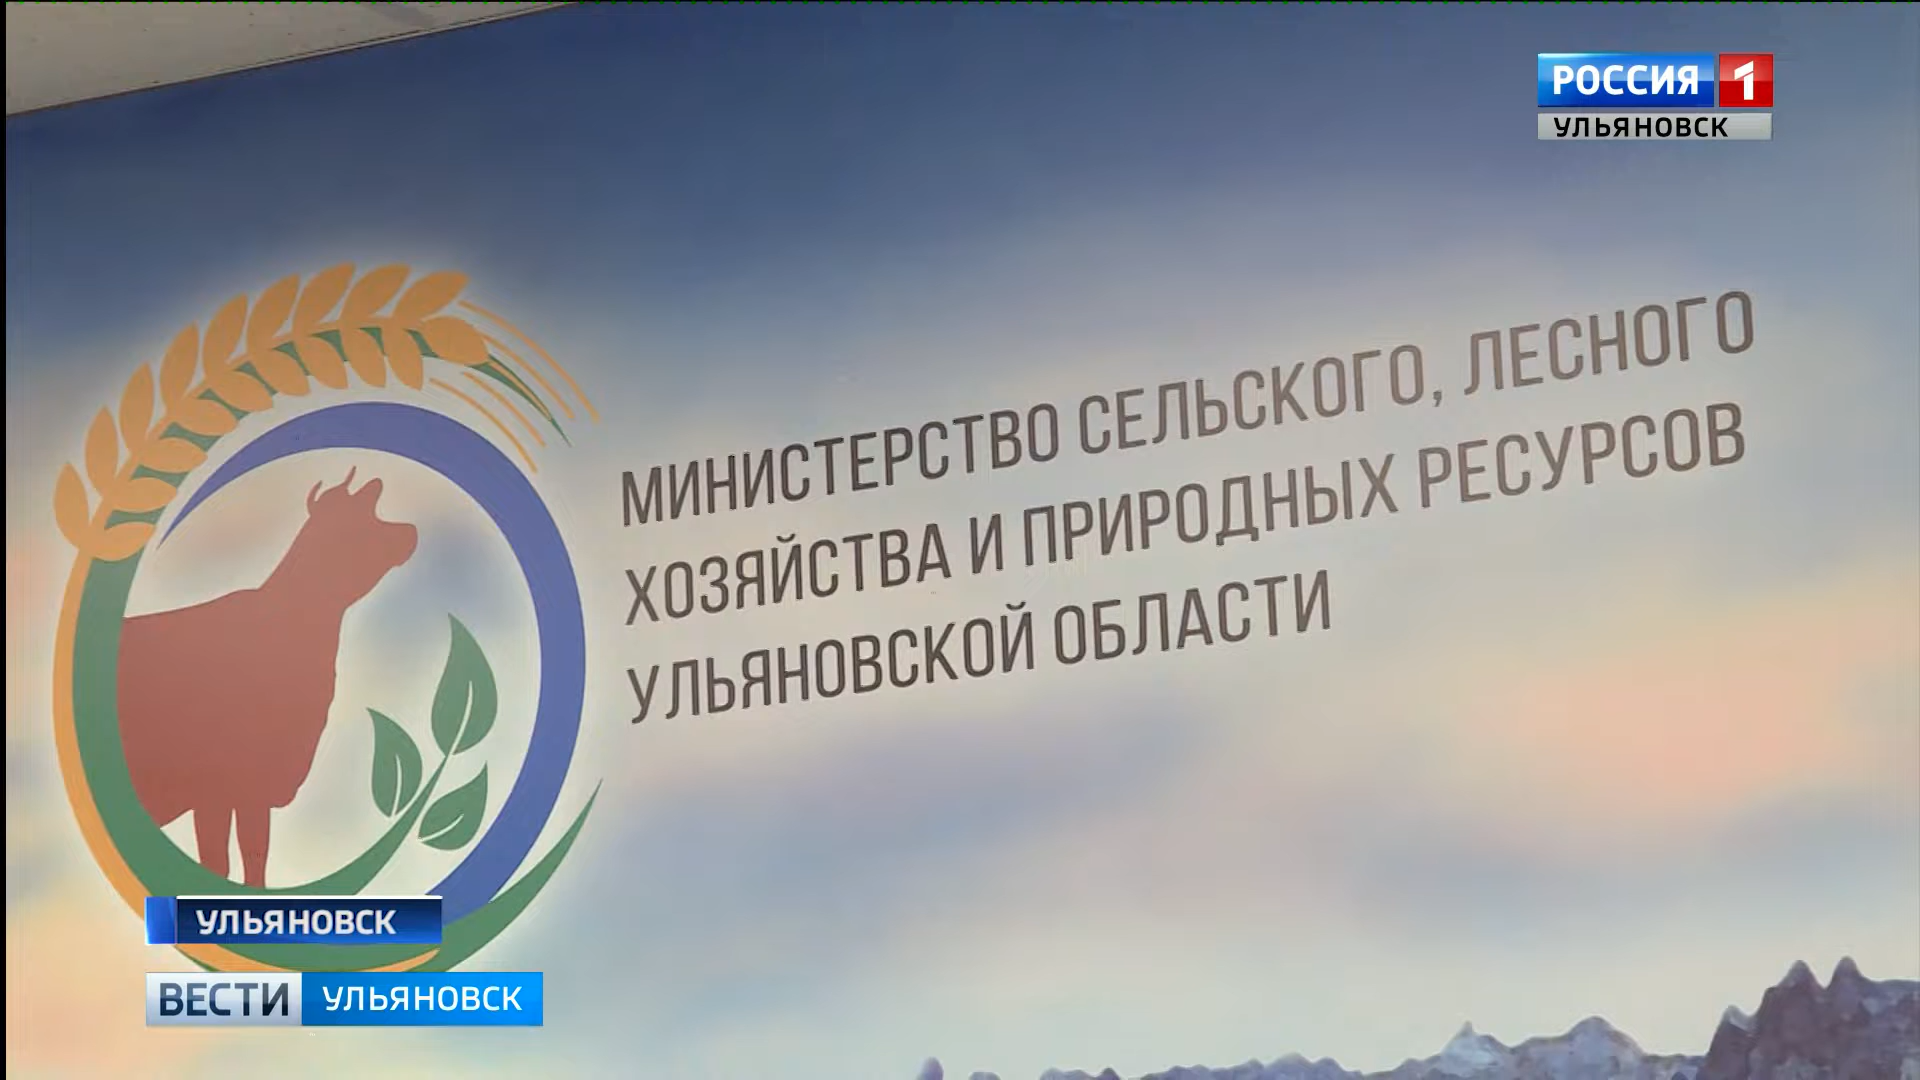 РОССИЯ 1
УЛЬЯНОВСК
МИНИСТЕРСТВО СЕЛЬСКОГО, ЛЕСНОГО
ХОЗЯЙСТВА И ПРИРОДНЫХ РЕСУРСОВ
УЛЬЯНОВСКОЙ ОБЛАСТИ
УЛЬЯНОВСК
ВЕСТИ УЛЬЯНОВСК